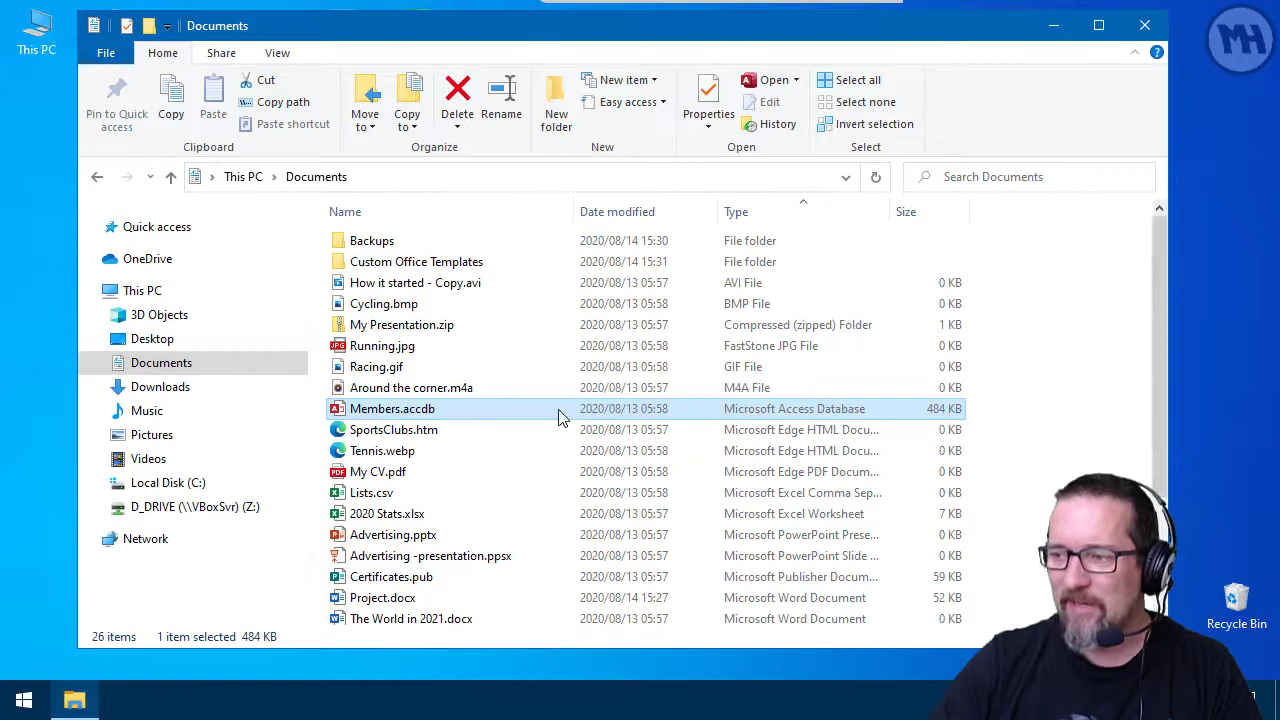 This PC
Documents
MH
File
Home
Share
View
Pin to Quick
access
Copy
Paste
Cut
Copy path
Paste shortcut
Clipboard
Move
to
Copy
to
Delete
Rename
Organize
New
folder
New item
Easy access
New
Properties
Open
Edit
History
Open
Select all
Select none
Invert selection
Select
This PC > Documents
Search Documents
Quick access
OneDrive
This PC
3D Objects
Desktop
Documents
Downloads
Music
Pictures
Videos
Local Disk (C:)
D_DRIVE (\\VBoxSvr) (Z:)
Network
Name Date modified Type Size
Backups 2020/08/14 15:30 File folder
Custom Office Templates 2020/08/14 15:31 File folder
How it started - Copy.avi 2020/08/13 05:57 AVI File 0 KB
Cycling.bmp 2020/08/13 05:58 BMP File 0 KB
My Presentation.zip 2020/08/13 05:57 Compressed (zipped) Folder 1 KB
Running.jpg 2020/08/13 05:58 FastStone JPG File 0 KB
Racing.gif 2020/08/13 05:58 GIF File 0 KB
Around the corner.m4a 2020/08/13 05:57 M4A File 0 KB
Members.accdb 2020/08/13 05:58 Microsoft Access Database 484 KB
SportsClubs.htm 2020/08/13 05:57 Microsoft Edge HTML Docu... 0 KB
Tennis.webp 2020/08/13 05:58 Microsoft Edge HTML Docu... 0 KB
My CV.pdf 2020/08/13 05:57 Microsoft Edge PDF Docum... 0 KB
Lists.csv 2020/08/13 05:58 Microsoft Excel Comma Sep... 0 KB
2020 Stats.xlsx 2020/08/13 05:57 Microsoft Excel Worksheet 7 KB
Advertising.pptx 2020/08/13 05:57 Microsoft PowerPoint Prese... 0 KB
Advertising -presentation.ppsx 2020/08/13 05:57 Microsoft PowerPoint Slide ... 0 KB
Certificates.pub 2020/08/13 05:57 Microsoft Publisher Docum... 59 KB
Project.docx 2020/08/14 15:27 Microsoft Word Document 52 KB
The World in 2021.docx 2020/08/13 05:57 Microsoft Word Document 0 KB
26 items 1 item selected 484 KB
Recycle Bin